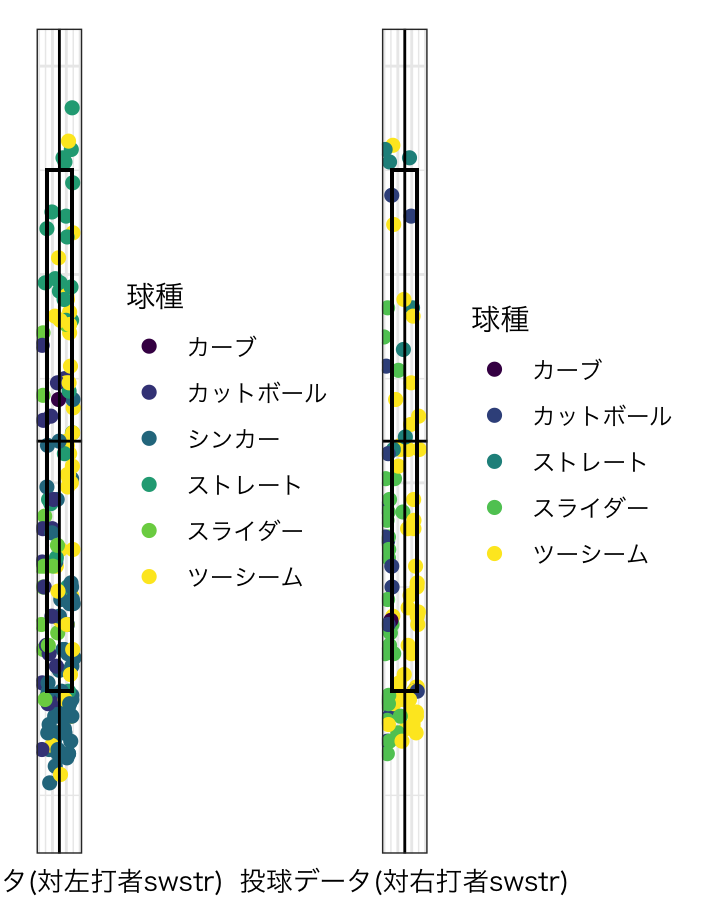 球種
カーブ
カットボール
シンカー
ストレート
スライダー
ツーシーム
球種
カーブ
カットボール
ストレート
スライダー
ツーシーム
タ(対左打者swstr)
投球データ(対右打者swstr)